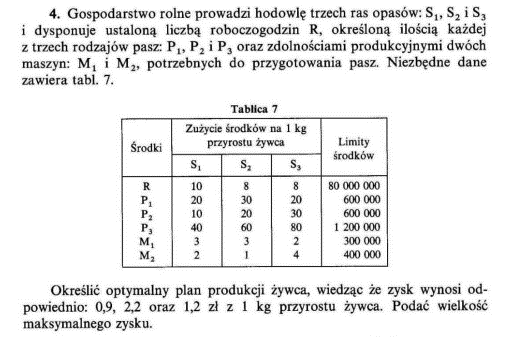 4. Gospodarstwo rolne prowadzi hodowlę trzech ras opasów: S₁, S₂ i S₃
i dysponuje ustaloną liczbą roboczogodzin R, określoną ilością każdej
z trzech rodzajów pasz: P₁, P₂ i P₃ oraz zdolnościami produkcyjnymi dwóch
maszyn: M₁ i M₂, potrzebnych do przygotowania pasz. Niezbędne dane
zawiera tabl. 7.
Tablica 7
Środki Zużycie środków na 1 kg przyrostu żywca Limity środków
S₁ S₂ S₃
R 10 8 8 80 000 000
P₁ 20 30 20 600 000
P₂ 10 20 30 600 000
P₃ 40 60 80 1 200 000
M₁ 3 3 2 300 000
M₂ 2 1 4 400 000
Określić optymalny plan produkcji żywca, wiedząc że zysk wynosi od-
powiednio: 0,9, 2,2 oraz 1,2 zł z 1 kg przyrostu żywca. Podać wielkość
maksymalnego zysku.